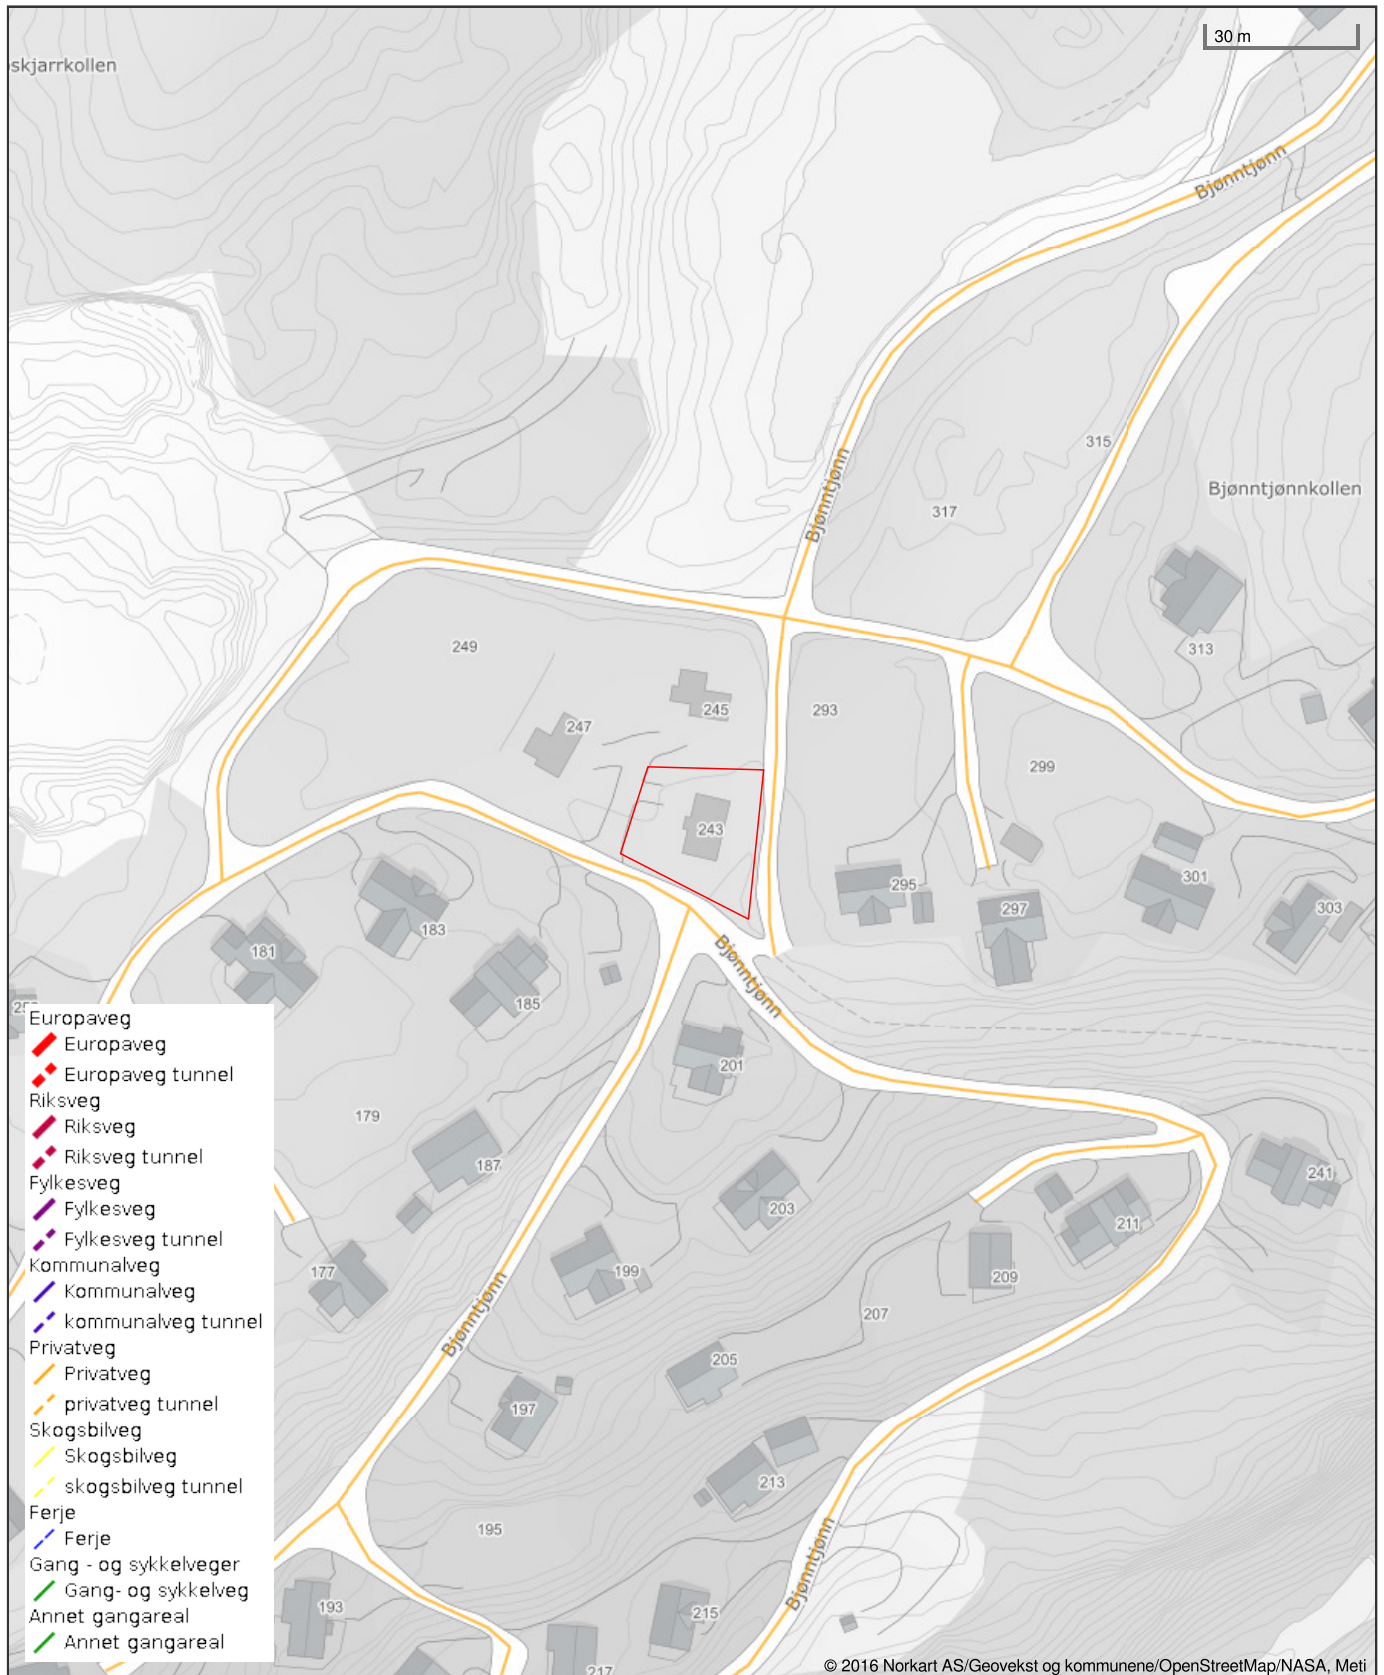 30 m
oskjarrkollen
Bjønntjønn
315
Bjønntjønnkollen
Bjønntjønn
317
249
313
245
293
247
299
243
295
301
297
303
183
181
Bjønntjønn
185
201
179
187
241
203
211
177
199
209
Bjønntjønn
207
205
197
213
195
Bjønntjønn
193
215
217
Europaveg
Europaveg
Europaveg tunnel
Riksveg
Riksveg
Riksveg tunnel
Fylkesveg
Fylkesveg
Fylkesveg tunnel
Kommunalveg
Kommunalveg
kommunalveg tunnel
Privatveg
Privatveg
privatveg tunnel
Skogsbilveg
Skogsbilveg
skogsbilveg tunnel
Ferje
Ferje
Gang - og sykkelveger
Gang- og sykkelveg
Annet gangareal
Annet gangareal
© 2016 Norkart AS/Geovekst og kommunene/OpenStreetMap/NASA, Meti